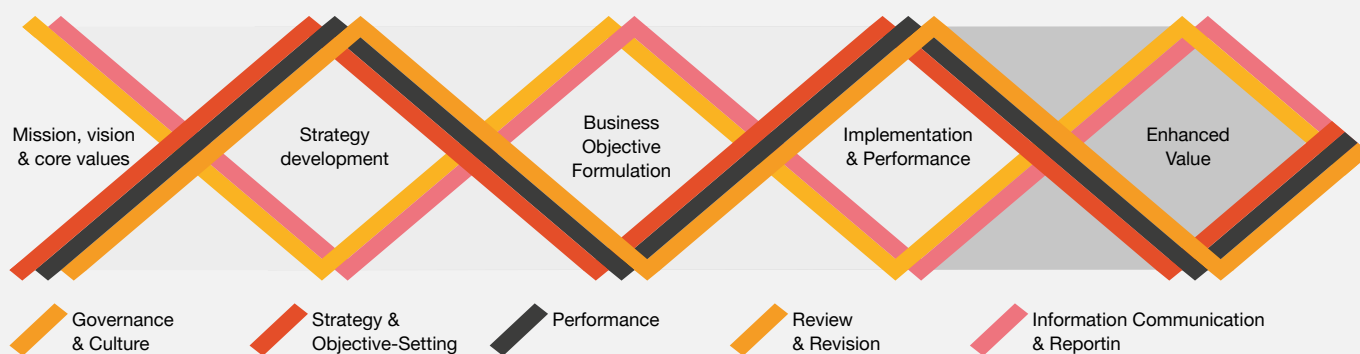 Mission, vision
& core values
Strategy
development
Business
Objective
Formulation
Implementation
& Performance
Enhanced
Value
Governance
& Culture
Strategy &
Objective-Setting
Performance
Review
& Revision
Information Communication
& Reportin